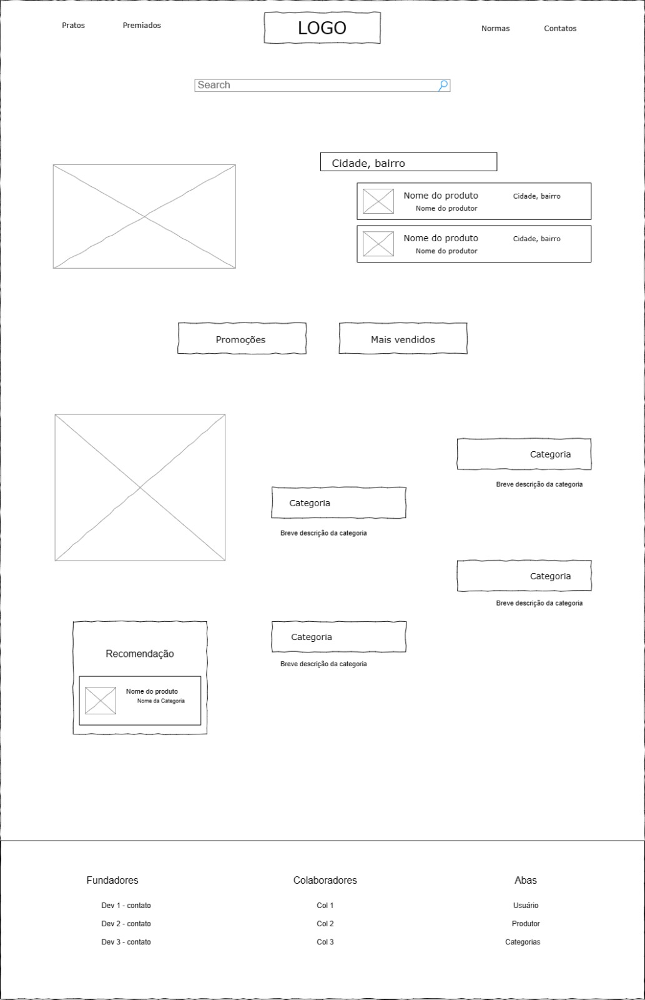 Pratos
Premiados
LOGO
Normas
Contatos
Search
Cidade, bairro
Nome do produto
Cidade, bairro
Nome do produtor
Nome do produto
Cidade, bairro
Nome do produtor
Promoções
Mais vendidos
Categoria
Breve descrição da categoria
Categoria
Breve descrição da categoria
Categoria
Breve descrição da categoria
Categoria
Breve descrição da categoria
Recomendação
Nome do produto
Nome da Categoria
Fundadores
Dev 1 - contato
Dev 2 - contato
Dev 3 - contato
Colaboradores
Col 1
Col 2
Col 3
Abas
Usuário
Produtor
Categorias